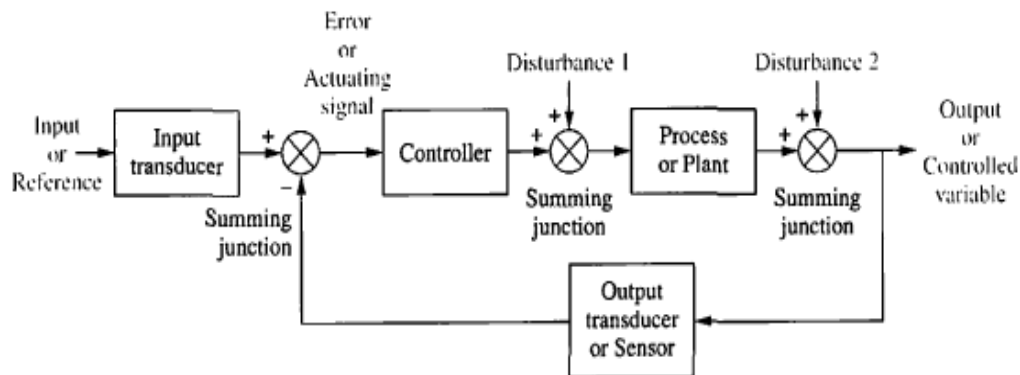 Error
or
Actuating
signal
Disturbance 1
Disturbance 2
Input
or
Reference
Input
transducer
+
−
Summing
junction
Controller
+
+
Summing
junction
Process
or Plant
+
+
Summing
junction
Output
or
Controlled
variable
Output
transducer
or Sensor